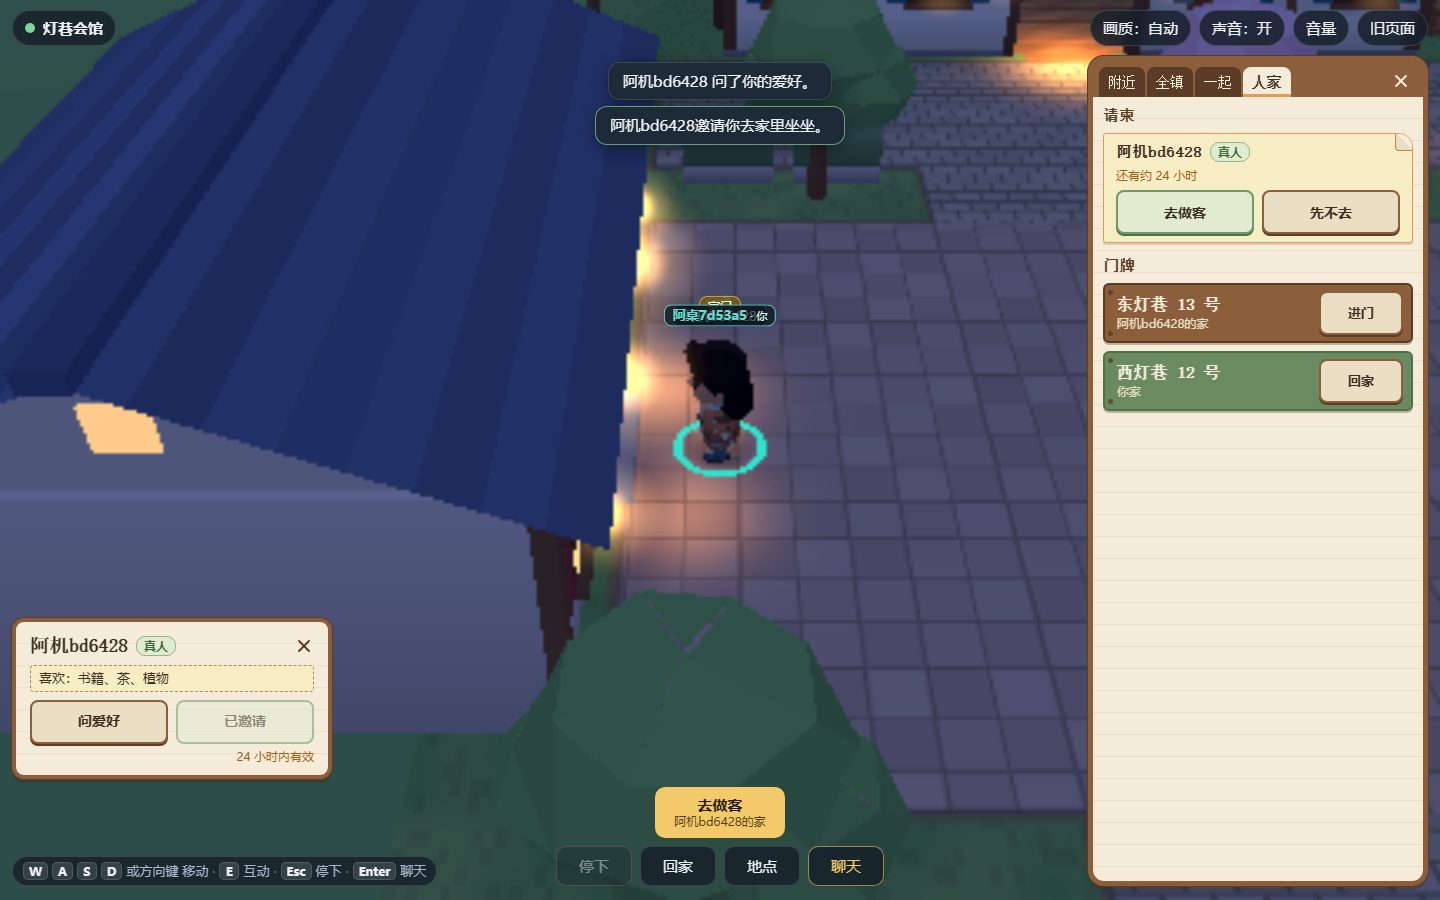 灯巷会馆
画质：自动
声音：开
音量
旧页面
阿机bd6428 问了你的爱好。
阿机bd6428邀请你去家里坐坐。
附近
全镇
一起
人家
请柬
阿机bd6428 真人
还有约 24 小时
去做客
先不去
门牌
东灯巷 13 号
阿机bd6428的家
进门
西灯巷 12 号
你家
回家
阿桌7d53a5
你
阿机bd6428 真人
喜欢：书籍、茶、植物
问爱好
已邀请
24 小时内有效
去做客
阿机bd6428的家
W A S D 或方向键 移动 · E 互动 · Esc 停下 · Enter 聊天
停下
回家
地点
聊天